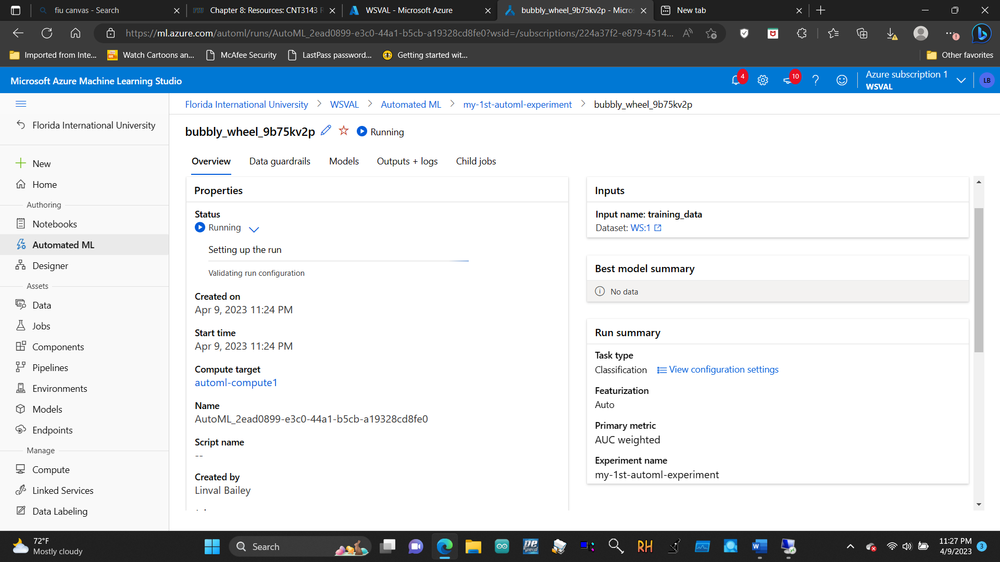 fiu canvas - Search
Chapter 8: Resources: CNT3143 R
WSVAL - Microsoft Azure
bubbly_wheel_9b75kv2p - Micros
New tab
https://ml.azure.com/automl/runs/AutoML_2ead0899-e3c0-44a1-b5cb-a19328cd8fe0?wsid=/subscriptions/224a37f2-e879-4514...
Imported from Inte...
Watch Cartoons an...
McAfee Security
LastPass password...
Getting started wit...
Other favorites
Microsoft Azure Machine Learning Studio
4
10
Azure subscription 1
WSVAL
LB
Florida International University
WSVAL
Automated ML
my-1st-automl-experiment
bubbly_wheel_9b75kv2p
Florida International University
New
Home
Authoring
Notebooks
Automated ML
Designer
Assets
Data
Jobs
Components
Pipelines
Environments
Models
Endpoints
Manage
Compute
Linked Services
Data Labeling
bubbly_wheel_9b75kv2p
Running
Overview
Data guardrails
Models
Outputs + logs
Child jobs
Properties
Status
Running
Setting up the run
Validating run configuration
Created on
Apr 9, 2023 11:24 PM
Start time
Apr 9, 2023 11:24 PM
Compute target
automl-compute1
Name
AutoML_2ead0899-e3c0-44a1-b5cb-a19328cd8fe0
Script name
--
Created by
Linval Bailey
Inputs
Input name: training_data
Dataset: WS:1
Best model summary
No data
Run summary
Task type
Classification
View configuration settings
Featurization
Auto
Primary metric
AUC weighted
Experiment name
my-1st-automl-experiment
72°F
Mostly cloudy
Search
RH
11:27 PM
4/9/2023
3